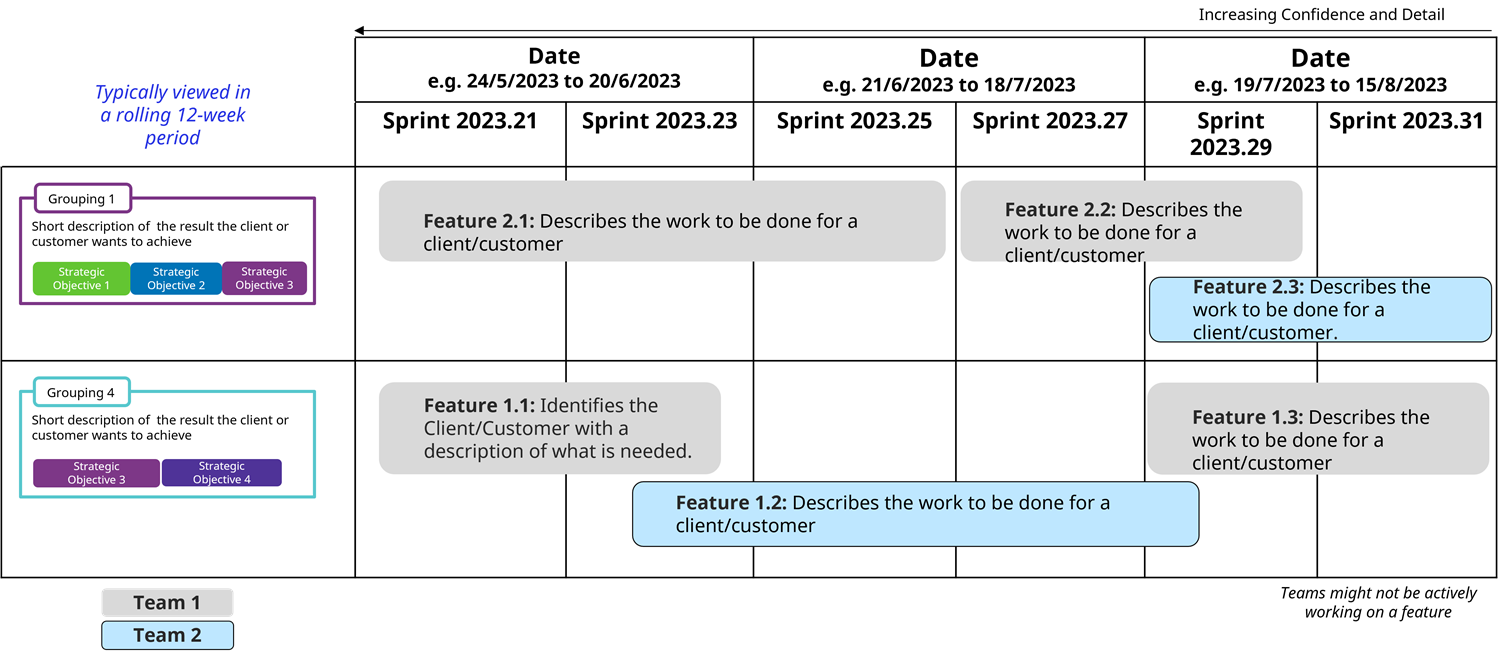 Increasing Confidence and Detail
Typically viewed in
a rolling 12-week
period
Date
e.g. 24/5/2023 to 20/6/2023
Date
e.g. 21/6/2023 to 18/7/2023
Date
e.g. 19/7/2023 to 15/8/2023
Sprint 2023.21
Sprint 2023.23
Sprint 2023.25
Sprint 2023.27
Sprint
2023.29
Sprint 2023.31
Grouping 1
Short description of  the result the client or
customer wants to achieve
Strategic
Objective 1
Strategic
Objective 2
Strategic
Objective 3
Feature 2.1: Describes the work to be done for a
client/customer
Feature 2.2: Describes the
work to be done for a
client/customer
Feature 2.3: Describes the
work to be done for a
client/customer.
Grouping 4
Short description of  the result the client or
customer wants to achieve
Strategic
Objective 3
Strategic
Objective 4
Feature 1.1: Identifies the
Client/Customer with a
description of what is needed.
Feature 1.2: Describes the work to be done for a
client/customer
Feature 1.3: Describes the
work to be done for a
client/customer
Team 1
Team 2
Teams might not be actively
working on a feature